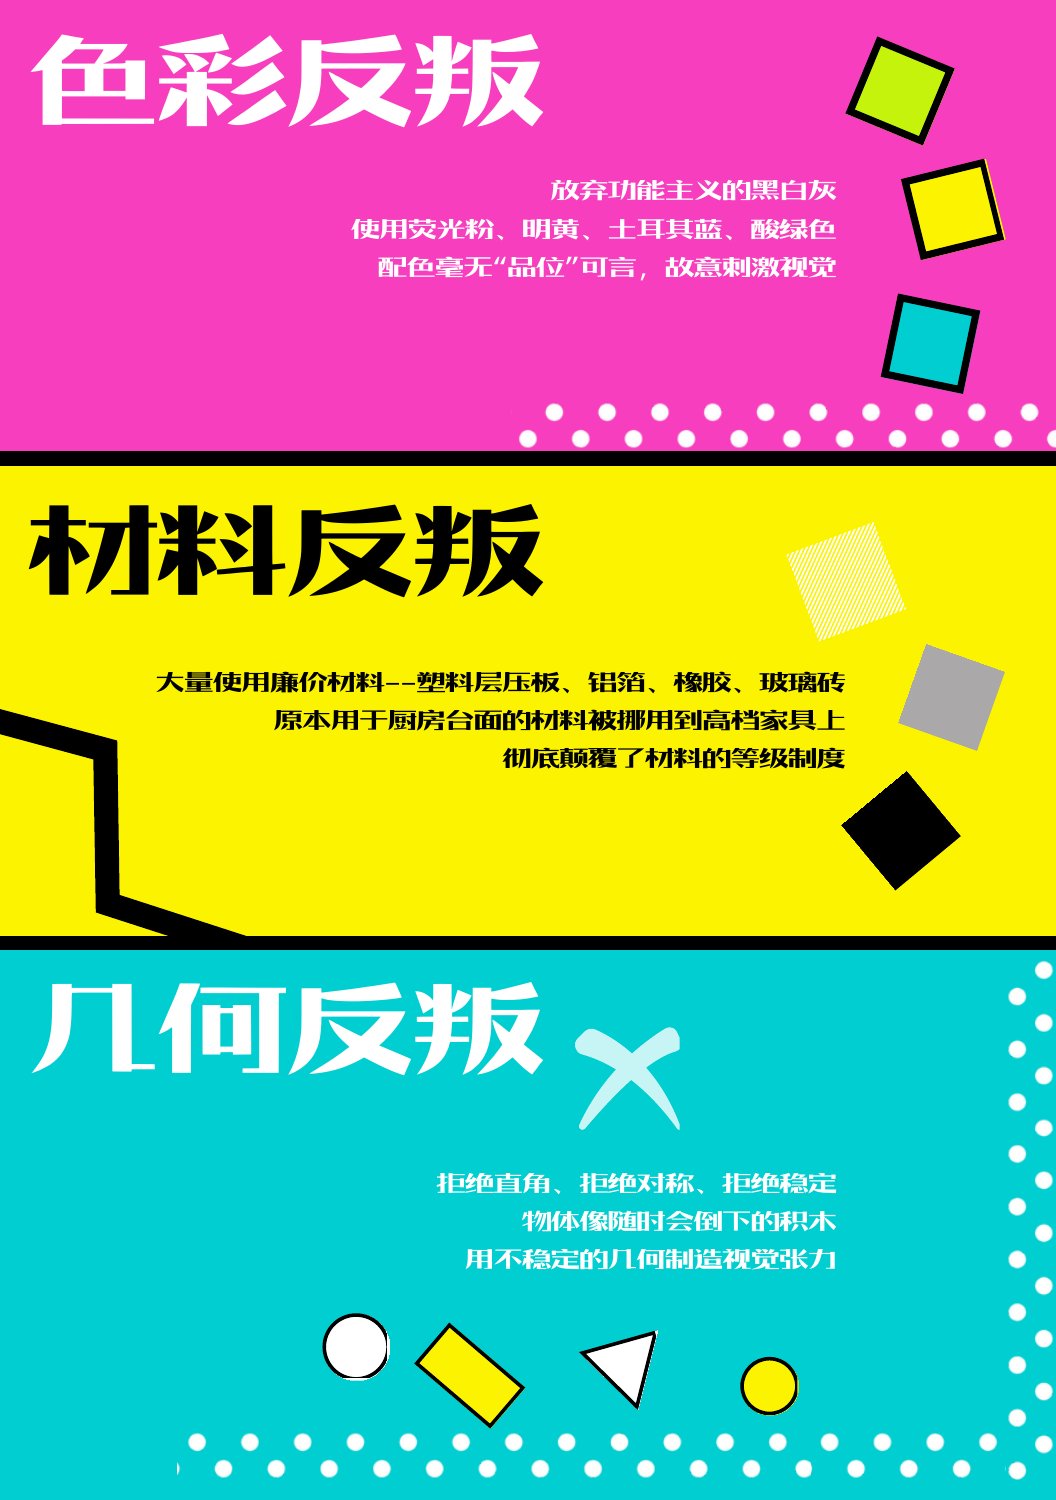 色彩反叛
放弃功能主义的黑白灰
使用荧光粉、明黄、土耳其蓝、酸绿色
配色毫无“品位”可言，故意刺激视觉
材料反叛
大量使用廉价材料--塑料层压板、铝箔、橡胶、玻璃砖
原本用于厨房台面的材料被挪用到高档家具上
彻底颠覆了材料的等级制度
几何反叛
拒绝直角、拒绝对称、拒绝稳定
物体像随时会倒下的积木
用不稳定的几何制造视觉张力